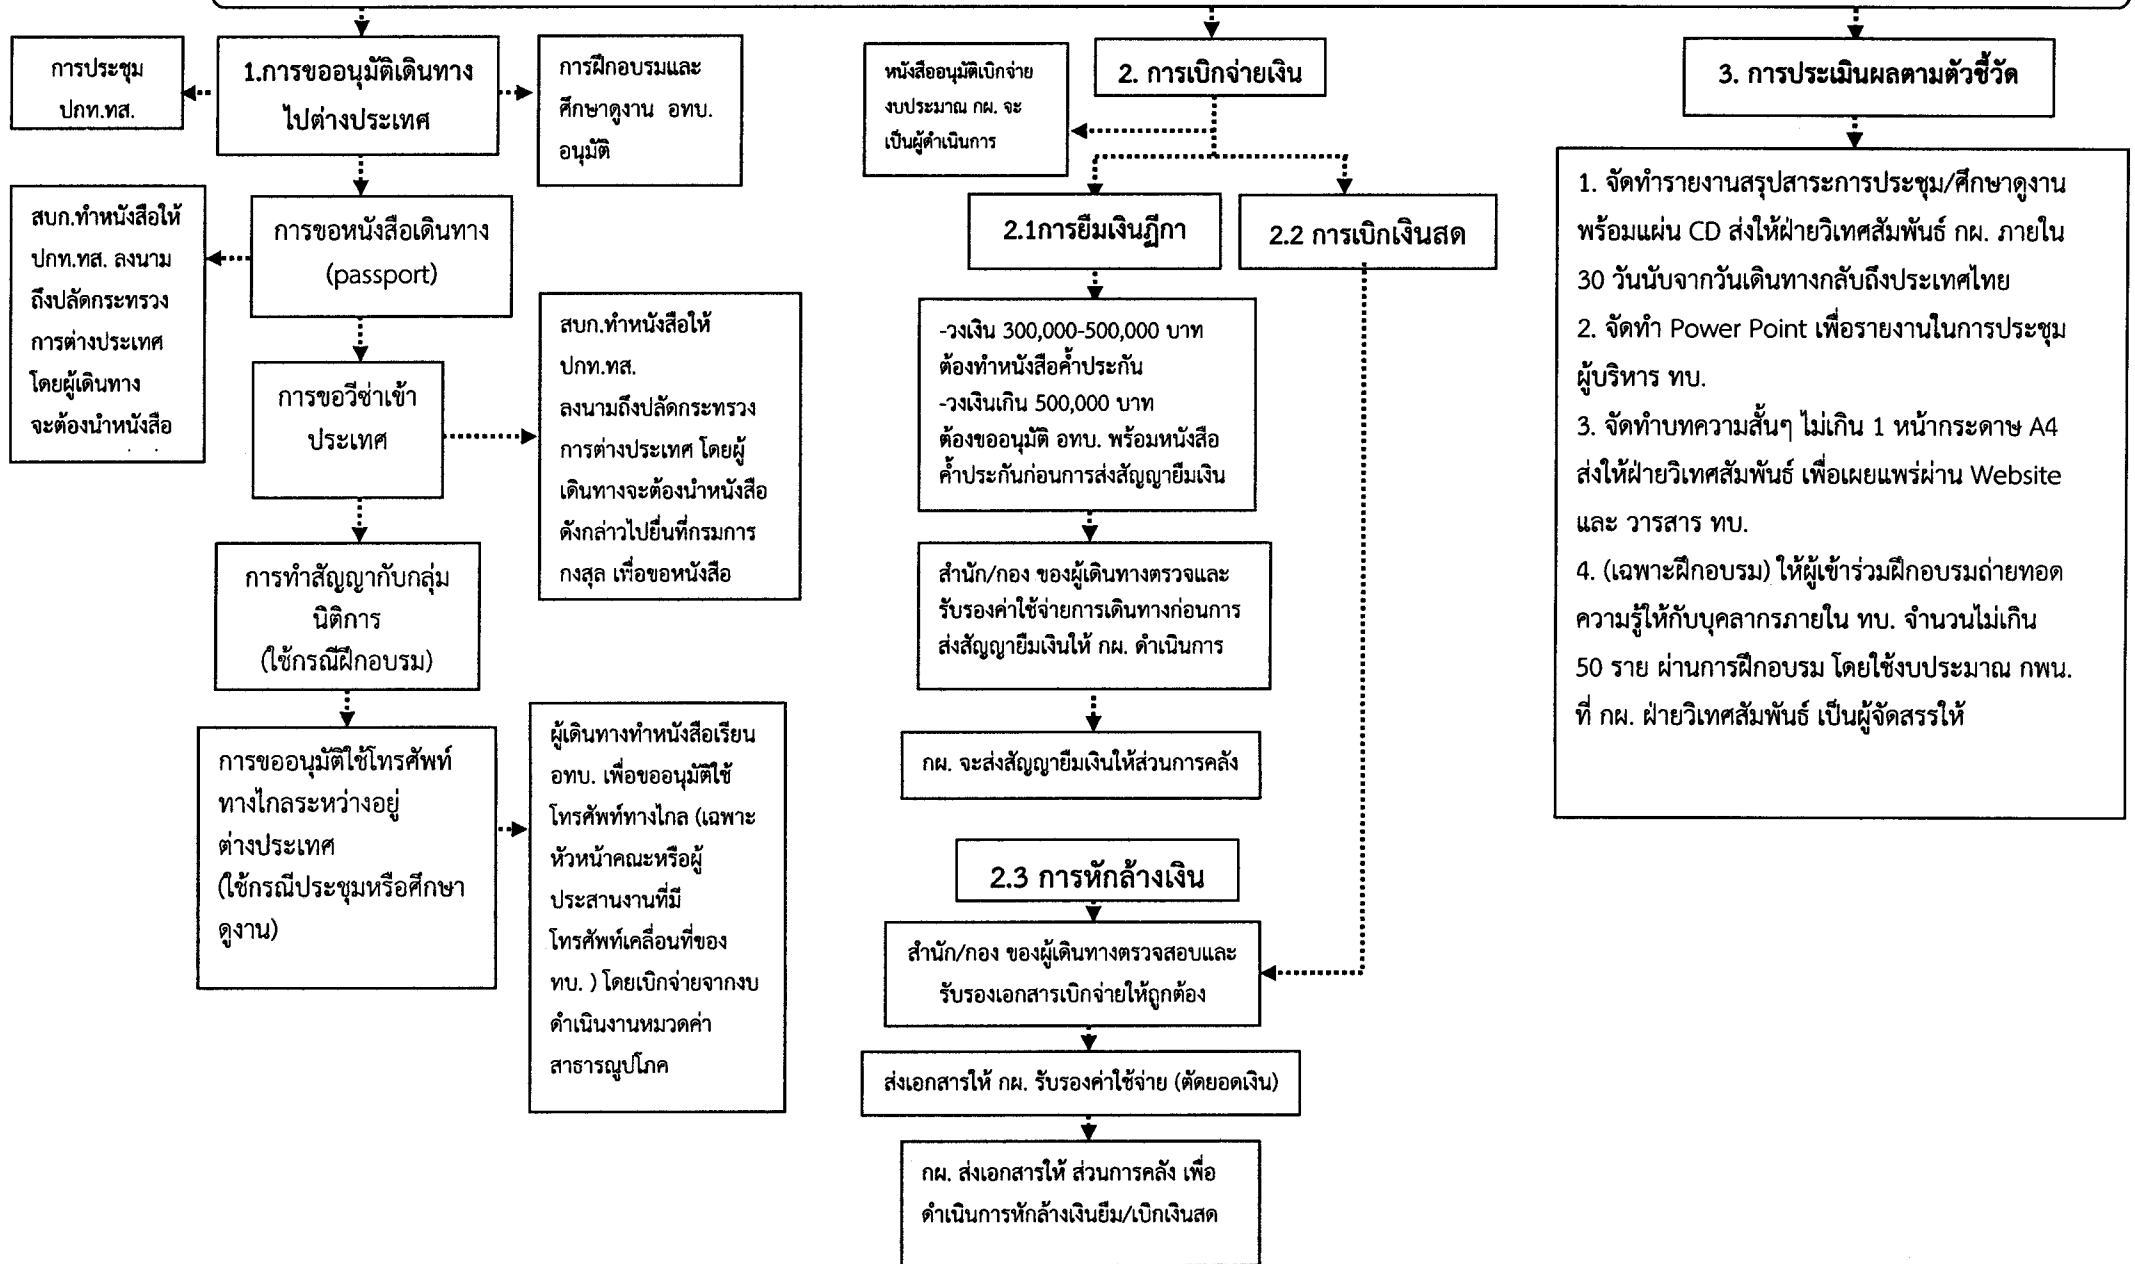 การประชุม
ปกท.ทส.
1.การขออนุมัติเดินทาง
ไปต่างประเทศ
การฝึกอบรมและ
ศึกษาดูงาน อทบ.
อนุมัติ
สบก.ทำหนังสือให้
ปกท.ทส. ลงนาม
ถึงปลัดกระทรวง
การต่างประเทศ
โดยผู้เดินทาง
จะต้องนำหนังสือ
การขอหนังสือเดินทาง
(passport)
การขอวีซ่าเข้า
ประเทศ
สบก.ทำหนังสือให้
ปกท.ทส.
ลงนามถึงปลัดกระทรวง
การต่างประเทศ โดยผู้
เดินทางจะต้องนำหนังสือ
ดังกล่าวไปยื่นที่กรมการ
กงสุล เพื่อขอหนังสือ
การทำสัญญากับกลุ่ม
นิติการ
(ใช้กรณีฝึกอบรม)
การขออนุมัติใช้โทรศัพท์
ทางไกลระหว่างอยู่
ต่างประเทศ
(ใช้กรณีประชุมหรือศึกษา
ดูงาน)
ผู้เดินทางทำหนังสือเรียน
อทบ. เพื่อขออนุมัติใช้
โทรศัพท์ทางไกล (เฉพาะ
หัวหน้าคณะหรือผู้
ประสานงานที่มี
โทรศัพท์เคลื่อนที่ของ
ทบ. ) โดยเบิกจ่ายจากงบ
ดำเนินงานหมวดค่า
สาธารณูปโภค
หนังสืออนุมัติเบิกจ่าย
งบประมาณ กผ. จะ
เป็นผู้ดำเนินการ
2. การเบิกจ่ายเงิน
2.1การยืมเงินฏีกา
2.2 การเบิกเงินสด
-วงเงิน 300,000-500,000 บาท
ต้องทำหนังสือค้ำประกัน
-วงเงินเกิน 500,000 บาท
ต้องขออนุมัติ อทบ. พร้อมหนังสือ
ค้ำประกันก่อนการส่งสัญญายืมเงิน
สำนัก/กอง ของผู้เดินทางตรวจและ
รับรองค่าใช้จ่ายการเดินทางก่อนการ
ส่งสัญญายืมเงินให้ กผ. ดำเนินการ
กผ. จะส่งสัญญายืมเงินให้ส่วนการคลัง
2.3 การหักล้างเงิน
สำนัก/กอง ของผู้เดินทางตรวจสอบและ
รับรองเอกสารเบิกจ่ายให้ถูกต้อง
ส่งเอกสารให้ กผ. รับรองค่าใช้จ่าย (ตัดยอดเงิน)
กผ. ส่งเอกสารให้ ส่วนการคลัง เพื่อ
ดำเนินการหักล้างเงินยืม/เบิกเงินสด
3. การประเมินผลตามตัวชี้วัด
1. จัดทำรายงานสรุปสาระการประชุม/ศึกษาดูงาน
พร้อมแผ่น CD ส่งให้ฝ่ายวิเทศสัมพันธ์ กผ. ภายใน
30 วันนับจากวันเดินทางกลับถึงประเทศไทย
2. จัดทำ Power Point เพื่อรายงานในการประชุม
ผู้บริหาร ทบ.
3. จัดทำบทความสั้นๆ ไม่เกิน 1 หน้ากระดาษ A4
ส่งให้ฝ่ายวิเทศสัมพันธ์ เพื่อเผยแพร่ผ่าน Website
และ วารสาร ทบ.
4. (เฉพาะฝึกอบรม) ให้ผู้เข้าร่วมฝึกอบรมถ่ายทอด
ความรู้ให้กับบุคลากรภายใน ทบ. จำนวนไม่เกิน
50 ราย ผ่านการฝึกอบรม โดยใช้งบประมาณ กพน.
ที่ กผ. ฝ่ายวิเทศสัมพันธ์ เป็นผู้จัดสรรให้